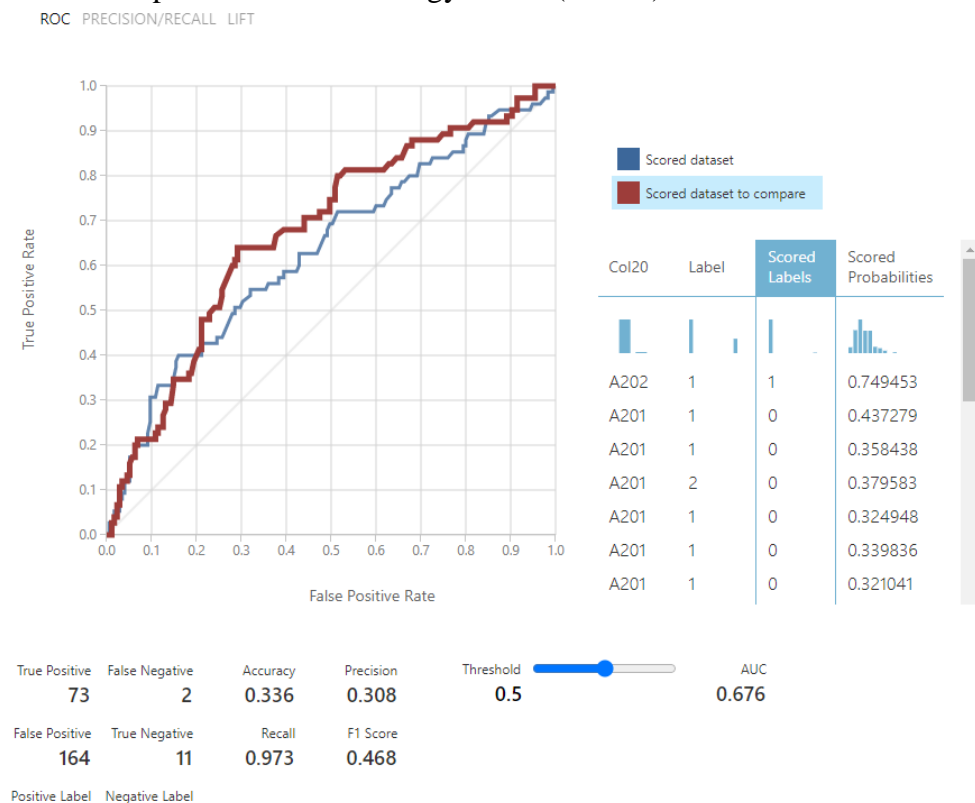 ROC PRECISION/RECALL LIFT
1.0
0.9
0.8
0.7
0.6
0.5
0.4
0.3
0.2
0.1
0.0
True Positive Rate
0.0 0.1 0.2 0.3 0.4 0.5 0.6 0.7 0.8 0.9 1.0
False Positive Rate
Scored dataset
Scored dataset to compare
Col20 Label Scored Labels Scored Probabilities
A202 1 1 0.749453
A201 1 0 0.437279
A201 1 0 0.358438
A201 2 0 0.379583
A201 1 0 0.324948
A201 1 0 0.339836
A201 1 0 0.321041
True Positive False Negative Accuracy Precision Threshold AUC
73 2 0.336 0.308 0.5 0.676
False Positive True Negative Recall F1 Score
164 11 0.973 0.468
Positive Label Negative Label